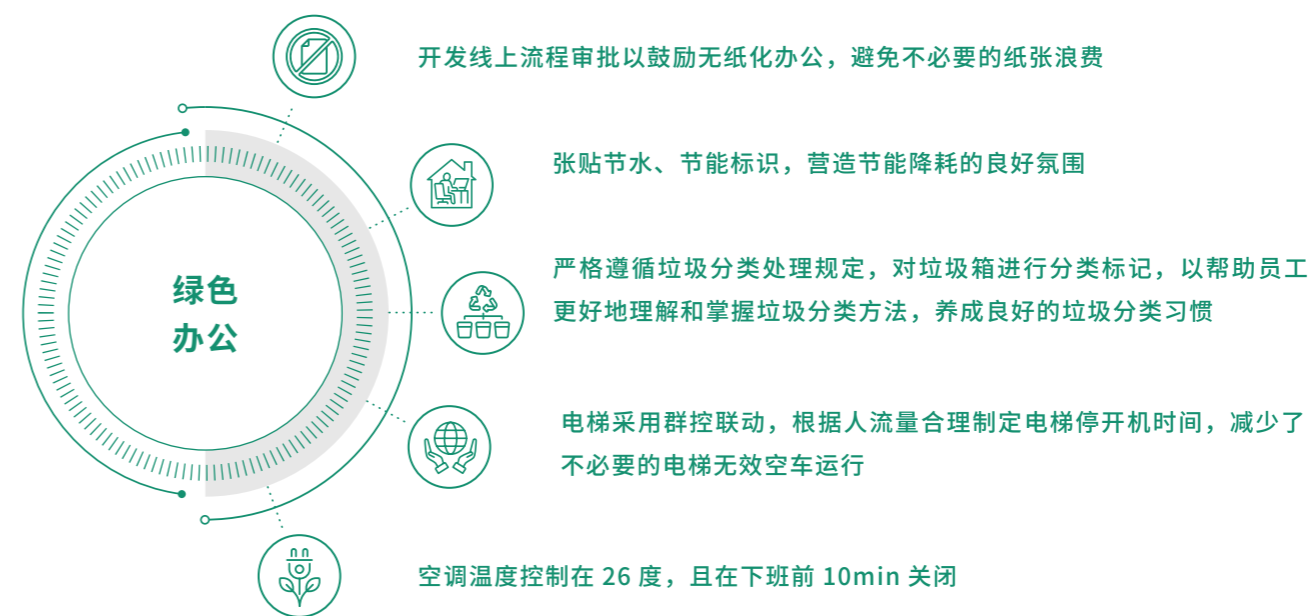 开发线上流程审批以鼓励无纸化办公，避免不必要的纸张浪费
张贴节水、节能标识，营造节能降耗的良好氛围
绿色
办公
严格遵循垃圾分类处理规定，对垃圾箱进行分类标记，以帮助员工
更好地理解和掌握垃圾分类方法，养成良好的垃圾分类习惯
电梯采用群控联动，根据人流量合理制定电梯停开机时间，减少了
不必要的电梯无效空车运行
空调温度控制在 26 度，且在下班前 10min 关闭